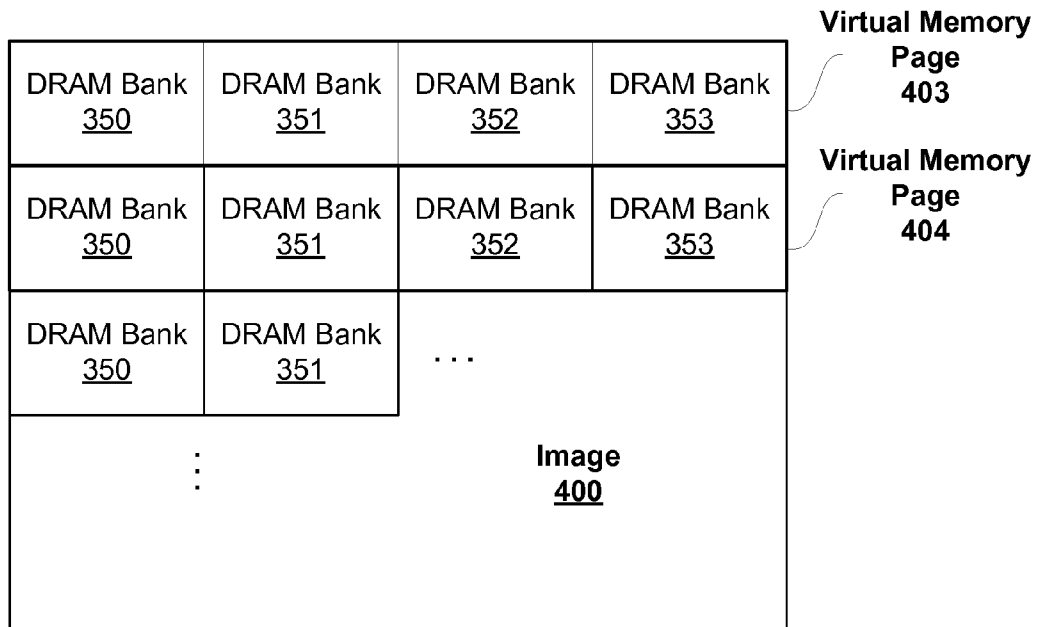 Virtual Memory
Page
403
DRAM Bank
350
DRAM Bank
351
DRAM Bank
352
DRAM Bank
353
Virtual Memory
Page
404
DRAM Bank
350
DRAM Bank
351
DRAM Bank
352
DRAM Bank
353
DRAM Bank
350
DRAM Bank
351
. . .
Image
400